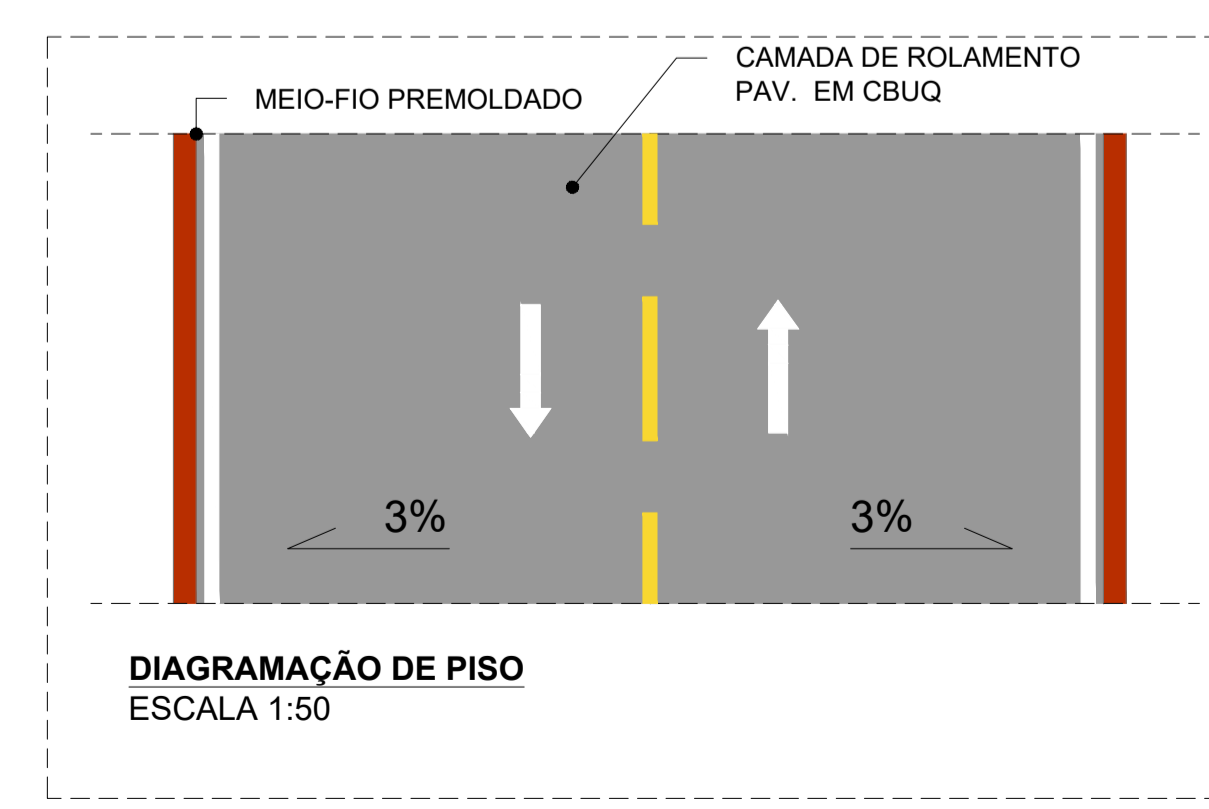 CAMADA DE ROLAMENTO
PAV. EM CBUQ
MEIO-FIO PREMOLDADO
3%
3%
DIAGRAMAÇÃO DE PISO
ESCALA 1:50